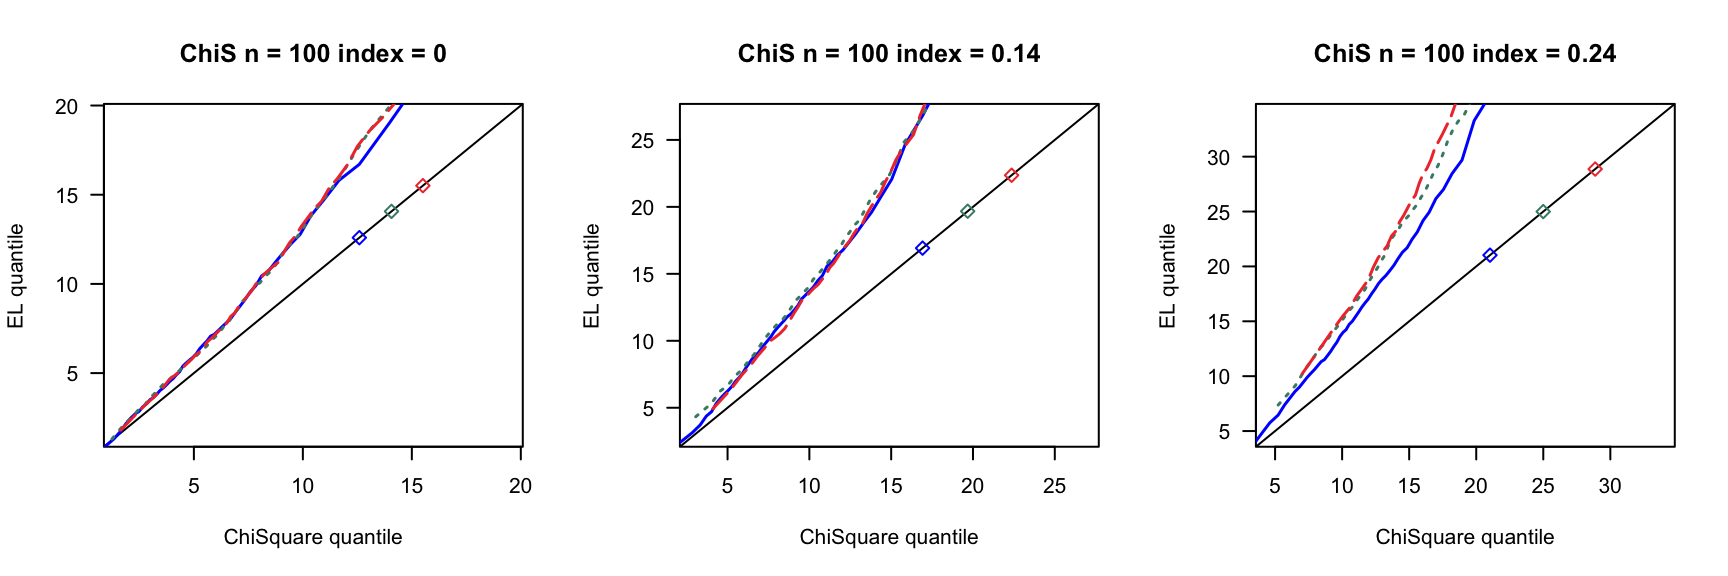 ChiS n = 100 index = 0
20
15
10
5
EL quantile
5 10 15 20
ChiSquare quantile
ChiS n = 100 index = 0.14
25
20
15
10
5
EL quantile
5 10 15 20 25
ChiSquare quantile
ChiS n = 100 index = 0.24
30
25
20
15
10
5
EL quantile
5 10 15 20 25 30
ChiSquare quantile